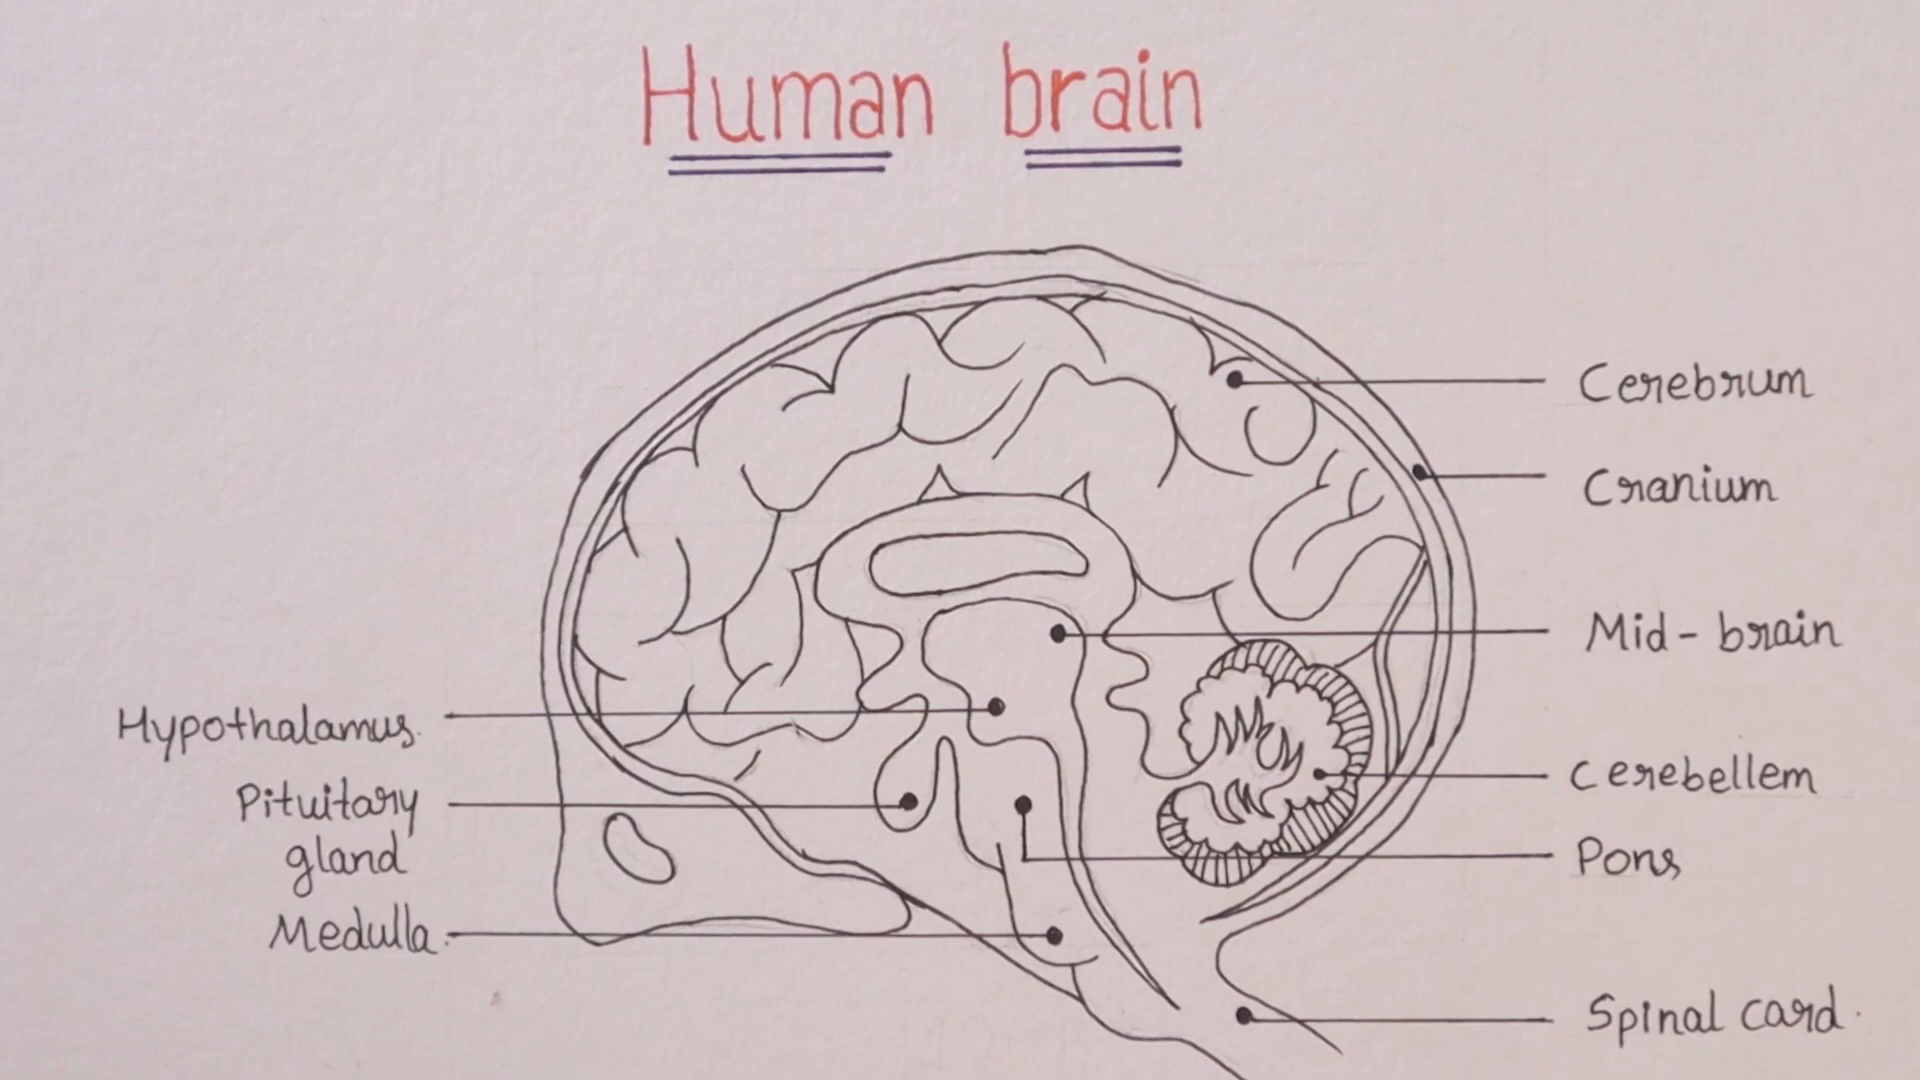 Human brain
Cerebrum
Cranium
Mid-brain
Hypothalamus.
Cerebellem
Pituitary
gland
Pons
Medulla.
Spinal card.